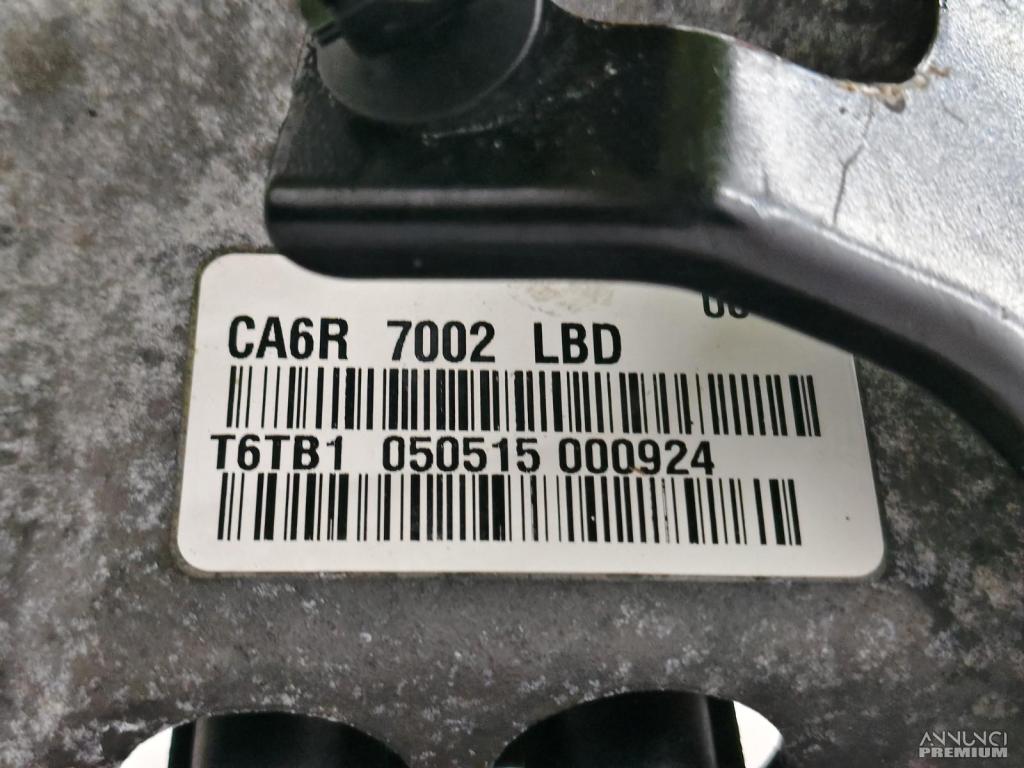 CA6R 7002 LBD
T6TB1 050515 000924
ANNUNCI
PREMIUM